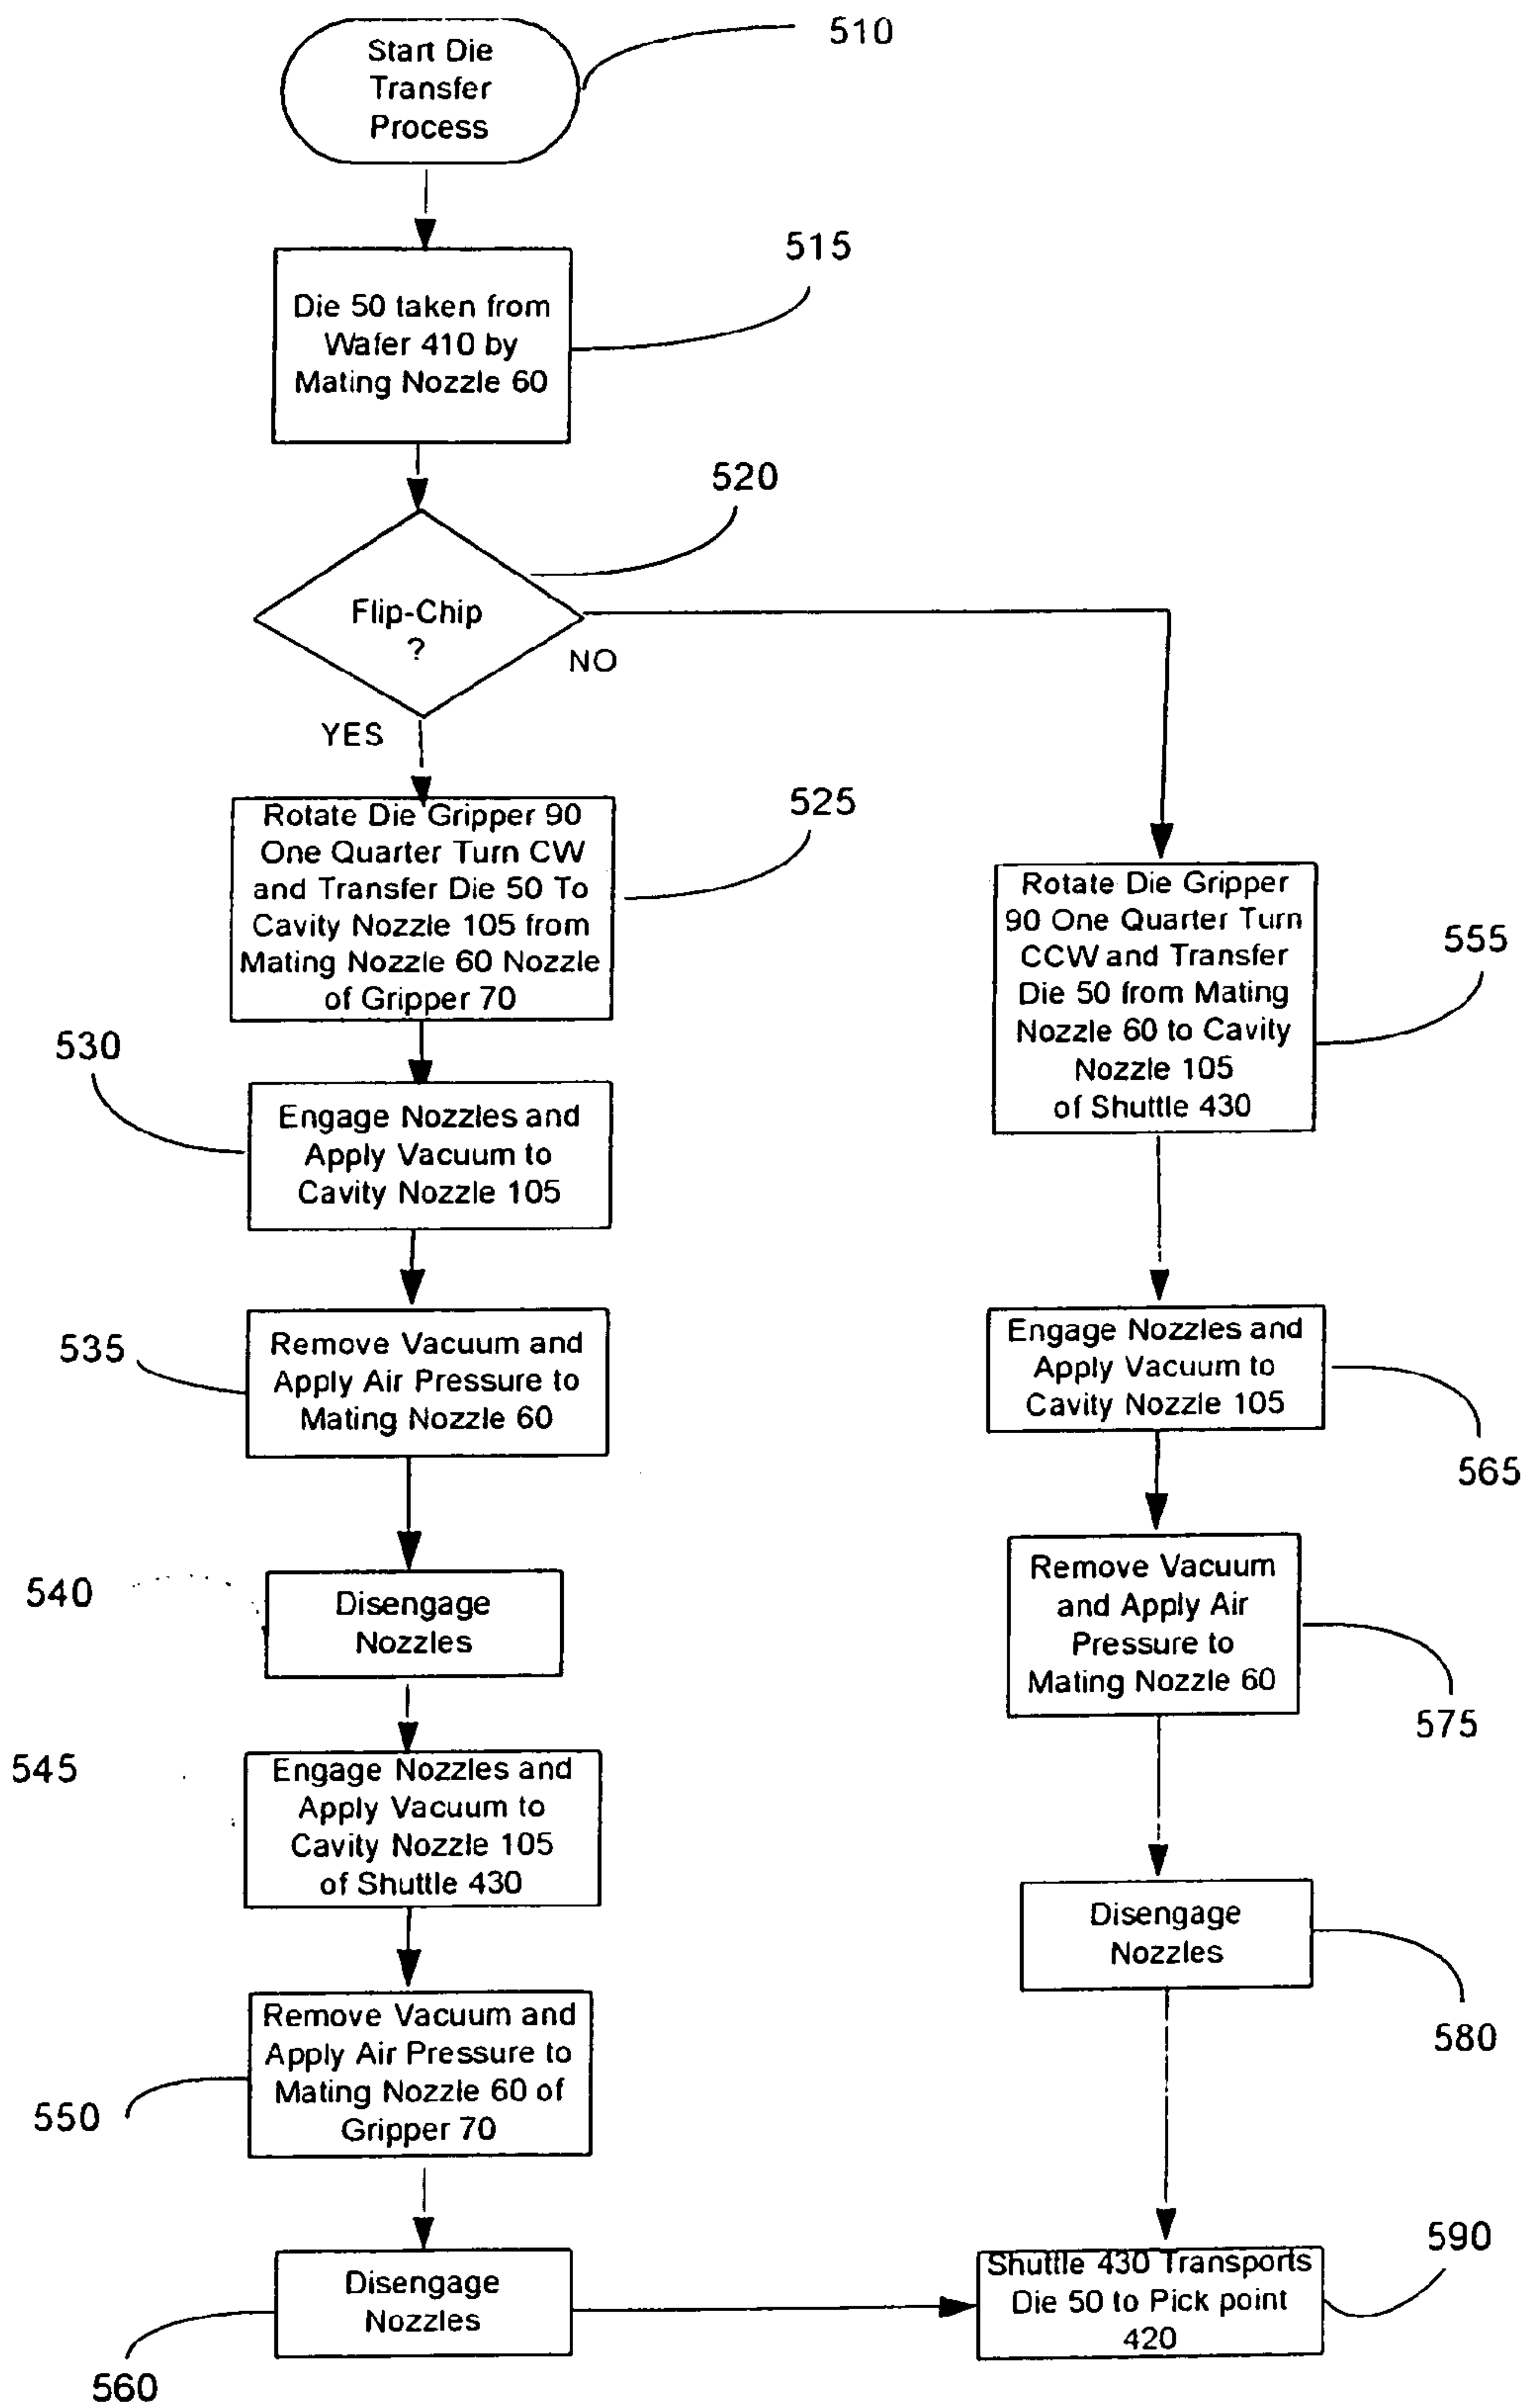 Start Die
Transfer
Process
510
Die 50 taken from
Wafer 410 by
Mating Nozzle 60
515
Flip-Chip
?
520
NO
YES
Rotate Die Gripper 90
One Quarter Turn CW
and Transfer Die 50 To
Cavity Nozzle 105 from
Mating Nozzle 60 Nozzle
of Gripper 70
525
530
Engage Nozzles and
Apply Vacuum to
Cavity Nozzle 105
535
Remove Vacuum and
Apply Air Pressure to
Mating Nozzle 60
540
Disengage
Nozzles
545
Engage Nozzles and
Apply Vacuum to
Cavity Nozzle 105
of Shuttle 430
550
Remove Vacuum and
Apply Air Pressure to
Mating Nozzle 60 of
Gripper 70
560
Disengage
Nozzles
Rotate Die Gripper
90 One Quarter Turn
CCW and Transfer
Die 50 from Mating
Nozzle 60 to Cavity
Nozzle 105
of Shuttle 430
555
Engage Nozzles and
Apply Vacuum to
Cavity Nozzle 105
565
Remove Vacuum
and Apply Air
Pressure to
Mating Nozzle 60
575
Disengage
Nozzles
580
Shuttle 430 Transports
Die 50 to Pick point
420
590